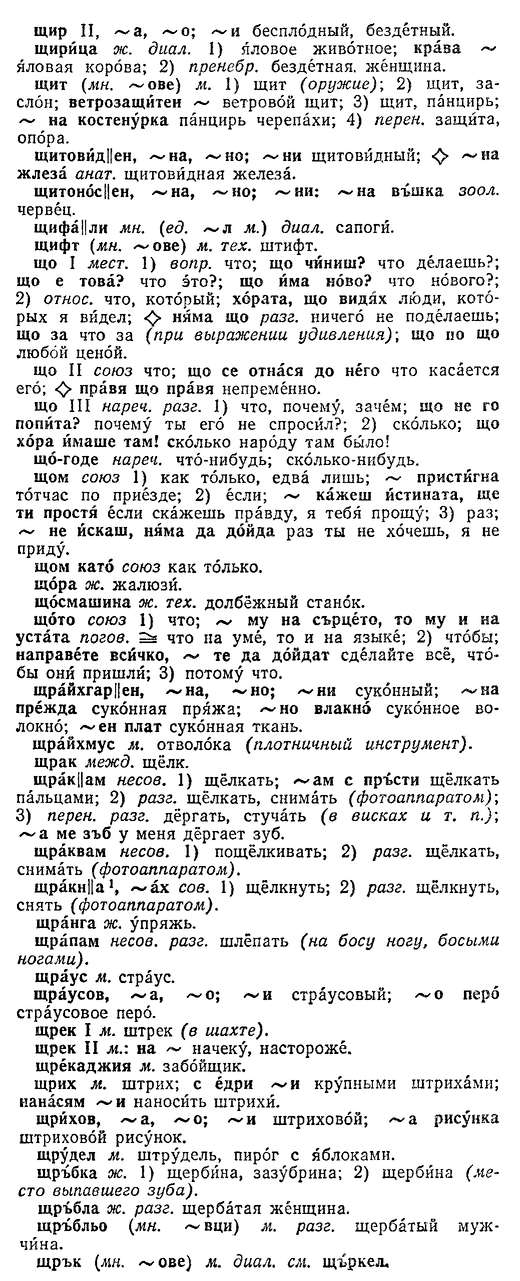 щир II, ~а, ~о; ~и беспло́дный, безде́тный.
щири́ца ж. диал. 1) я́ловое живо́тное; кра́ва ~
я́ловая коро́ва; 2) пренебр. безде́тная же́нщина.
щит (мн. ~ове) м. 1) щит (оружие); 2) щит, за-
сло́н; ветрозащи́тен ~ ветрово́й щит; 3) щит, па́нцирь;
~ на костену́рка па́нцирь черепа́хи; 4) перен. защи́та,
опо́ра.
щитови́д||ен, ~на, ~но; ~ни щитови́дный; ◇ ~на
жлеза́ анат. щитови́дная железа́.
щитоно́с||ен, ~на, ~но; ~ни: ~на въ́шка зоол.
черве́ц.
щифа́||ли мн. (ед. ~л м.) диал. сапоги́.
щифт (мн. ~ове) м. тех. штифт.
що I мест. 1) вопр. что; що чи́ниш? что де́лаешь?;
що е това́? что э́то?; що и́ма но́во? что но́вого?;
2) относ. что, кото́рый; хо́рата, що видя́х лю́ди, кото́-
рых я ви́дел; ◇ ня́ма що разг. ничего́ не поде́лаешь;
що за что за (при выражении удивления); що по що
любо́й цено́й.
що II союз что; що се отна́ся до не́го что каса́ется
его́; ◇ пра́вя що пра́вя непреме́нно.
що III нареч. разг. 1) что, почему́, заче́м; що не го
попи́та? почему́ ты его́ не спроси́л?; 2) ско́лько; що
хо́ра и́маше там! ско́лько наро́ду там бы́ло!
що́-годе нареч. что́-нибудь; ско́лько-нибудь.
щом союз 1) как то́лько, едва́ лишь; ~ присти́гна
то́тчас по прие́зде; 2) е́сли; ~ ка́жеш и́стината, ще
ти простя́ е́сли ска́жешь пра́вду, я тебя́ прощу́; 3) раз;
~ не и́скаш, ня́ма да до́йда раз ты не хо́чешь, я не
приду́.
щом като́ союз как то́лько.
що́ра ж. жалюзи́.
що́смашина ж. тех. долбёжный стано́к.
що́то союз 1) что; ~ му на сърце́то, то му и на
уста́та погов. ≅ что на уме́, то и на языке́; 2) что́бы;
направе́те вси́чко, ~ те да до́йдат сде́лайте всё, что́-
бы они́ пришли́; 3) потому́ что.
щра́йхгар||ен, ~на, ~но; ~ни суко́нный; ~на
пре́жда суко́нная пря́жа; ~но влакно́ суко́нное во-
локно́; ~ен плат суко́нная ткань.
щра́йхмус м. отволо́ка (плотничный инструмент).
щрак межд. щёлк.
щра́к||ам несов. 1) щёлкать; ~ам с пръ́сти щёлкать
па́льцами; 2) разг. щёлкать, снима́ть (фотоаппаратом);
3) перен. разг. дёргать, стуча́ть (в висках и т. п.);
~а ме зъб у меня́ дёргает зуб.
щра́квам несов. 1) пощёлкивать; 2) разг. щёлкать,
снима́ть (фотоаппаратом).
щра́кн||а¹, ~ах сов. 1) щёлкнуть; 2) разг. щёлкнуть,
снять (фотоаппаратом).
щра́нга ж. у́пряжь.
щра́пам несов. разг. шлёпать (на босу ногу, босыми
ногами).
щра́ус м. стра́ус.
щра́усов, ~а, ~о; ~и стра́усовый; ~о перо́
стра́усовое перо́.
щрек I м. штрек (в шахте).
щрек II м.: на ~ начеку́, настороже́.
щре́каджия м. забо́йщик.
щрих м. штрих; с е́дри ~и кру́пными штриха́ми;
нана́сям ~и наноси́ть штрихи́.
щри́хов, ~а, ~о; ~и штрихово́й; ~а рису́нка
штрихово́й рису́нок.
щру́дел м. штру́дель, пиро́г с я́блоками.
щръ́бка ж. 1) щерби́на, зазу́брина; 2) щерби́на (ме-
сто выпавшего зуба).
щръ́бла ж. разг. щерба́тая же́нщина.
щръ́бльо (мн. ~вци) м. разг. щерба́тый муж-
чи́на.
щрък (мн. ~ове) м. диал. см. щъ́ркел.